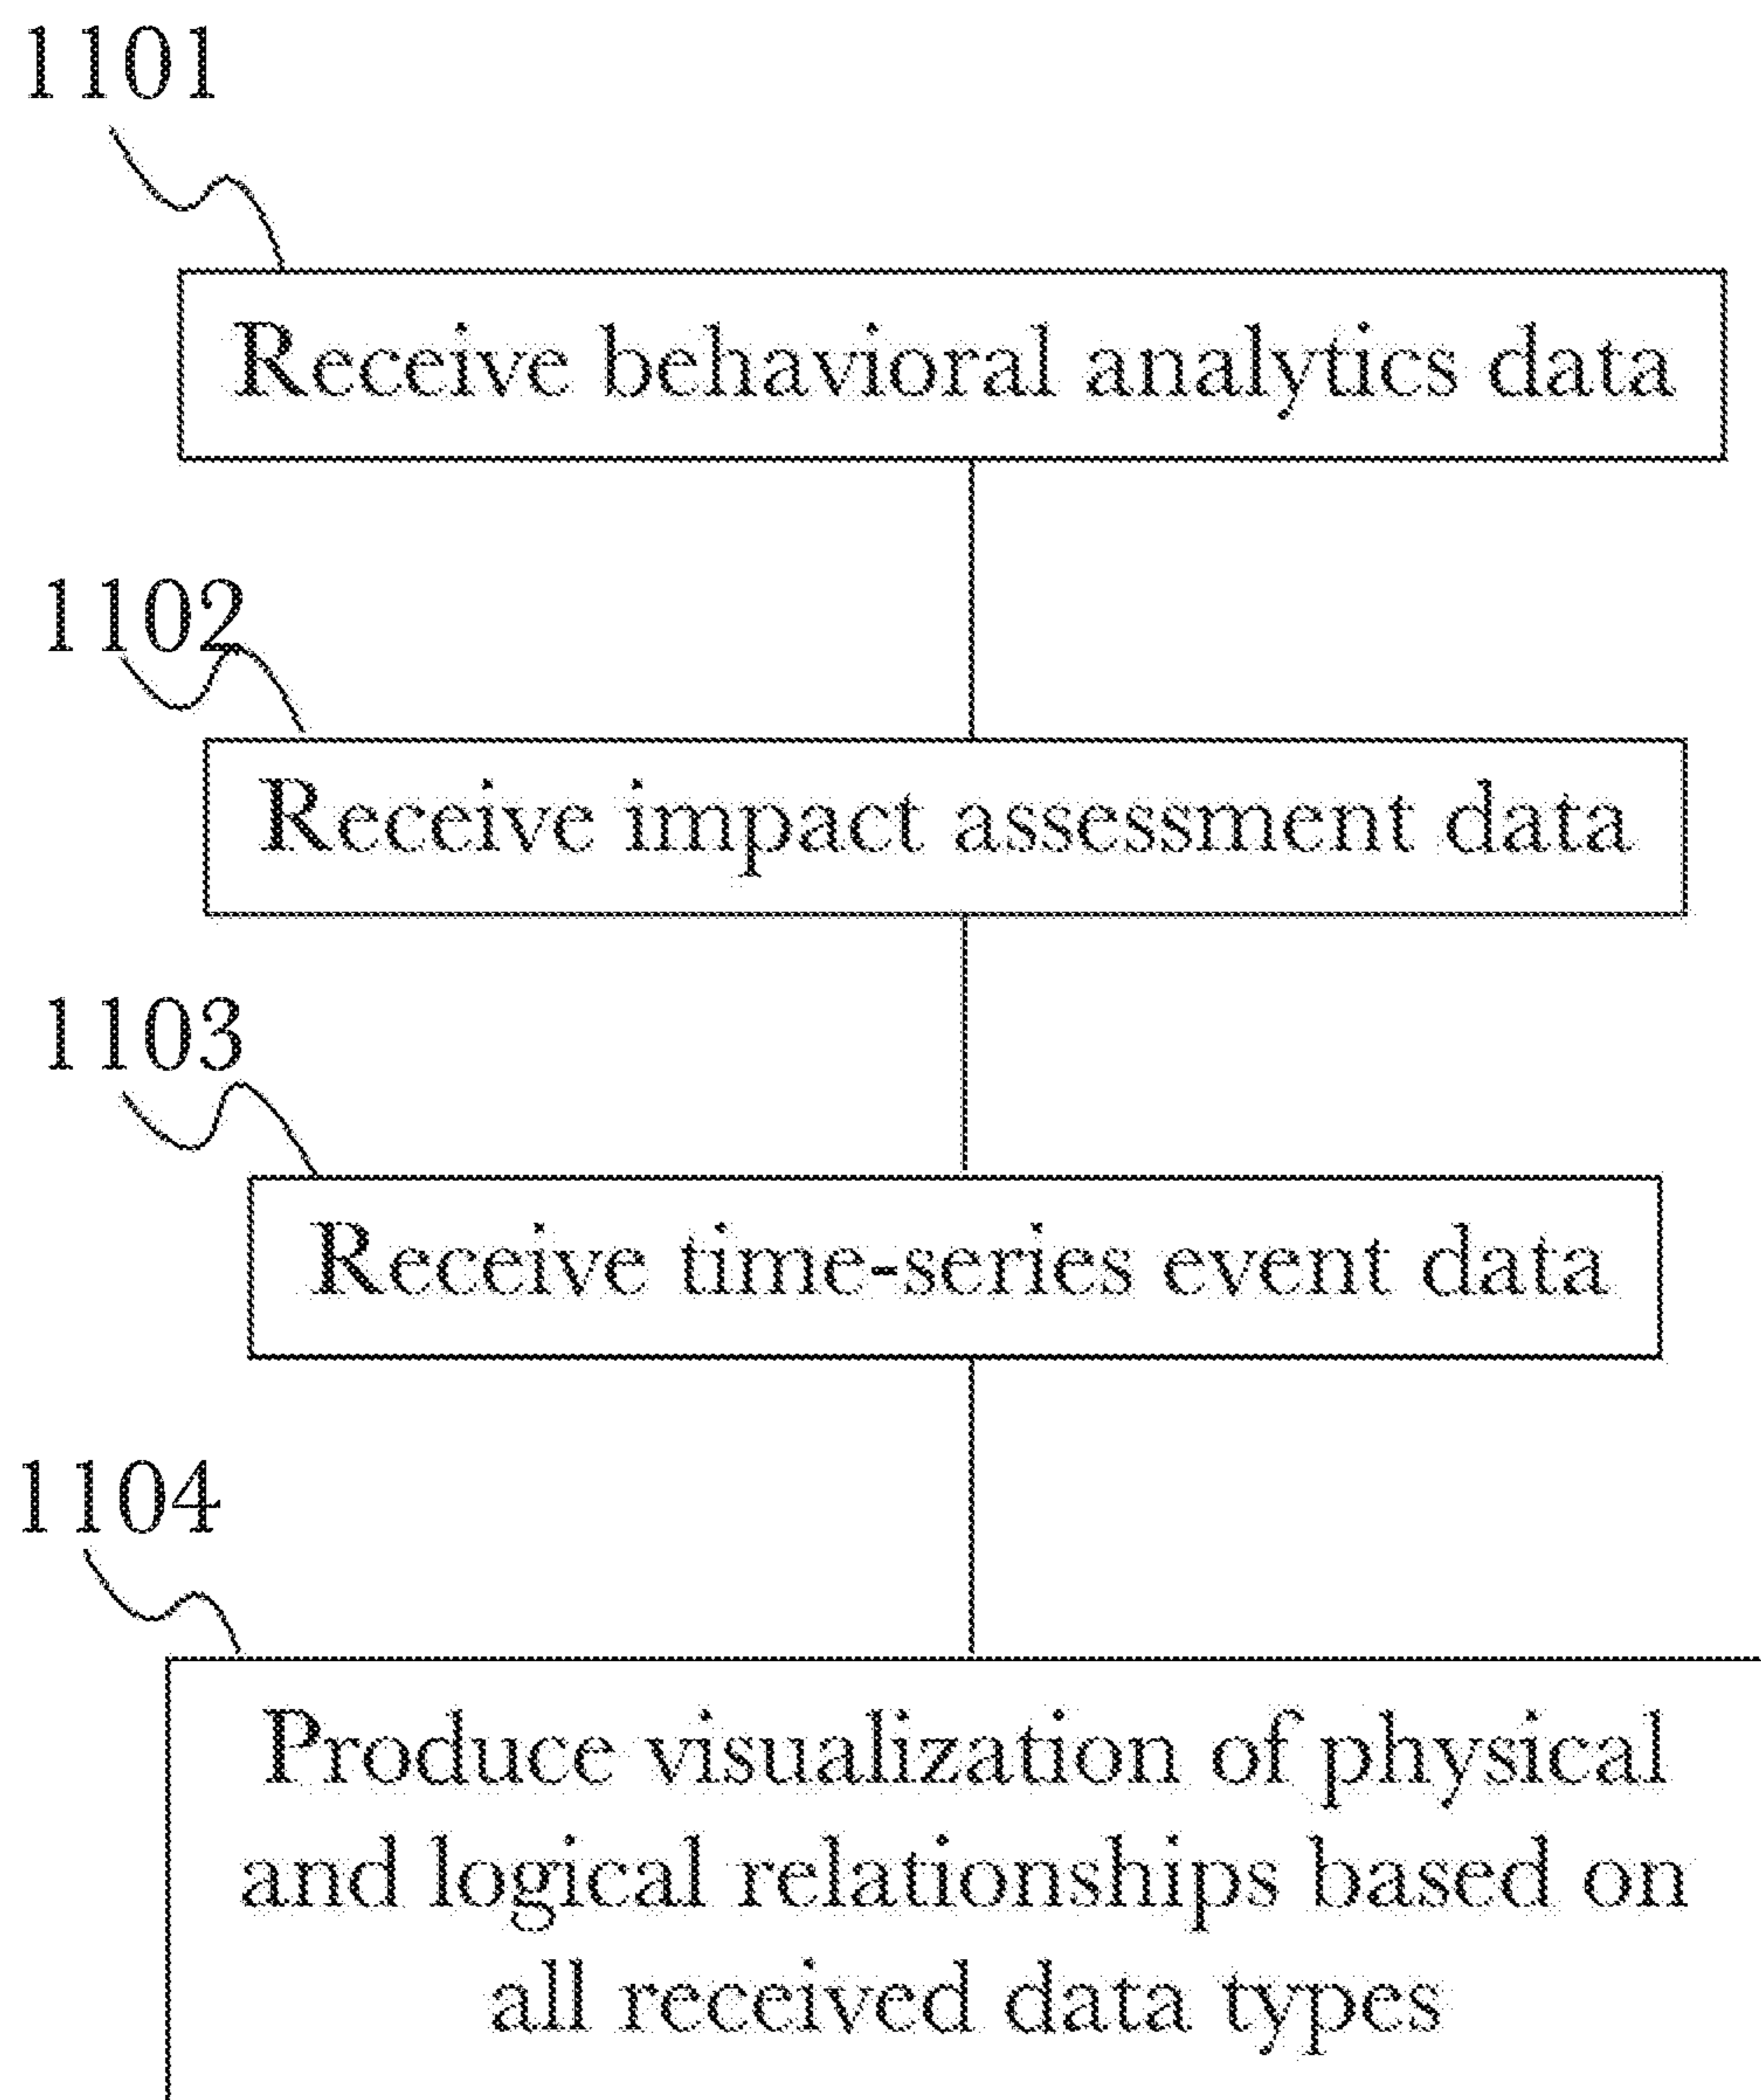 1101
Receive behavioral analytics data
1102
Receive impact assessment data
1103
Receive time-series event data
1104
Produce visualization of physical
and logical relationships based on
all received data types